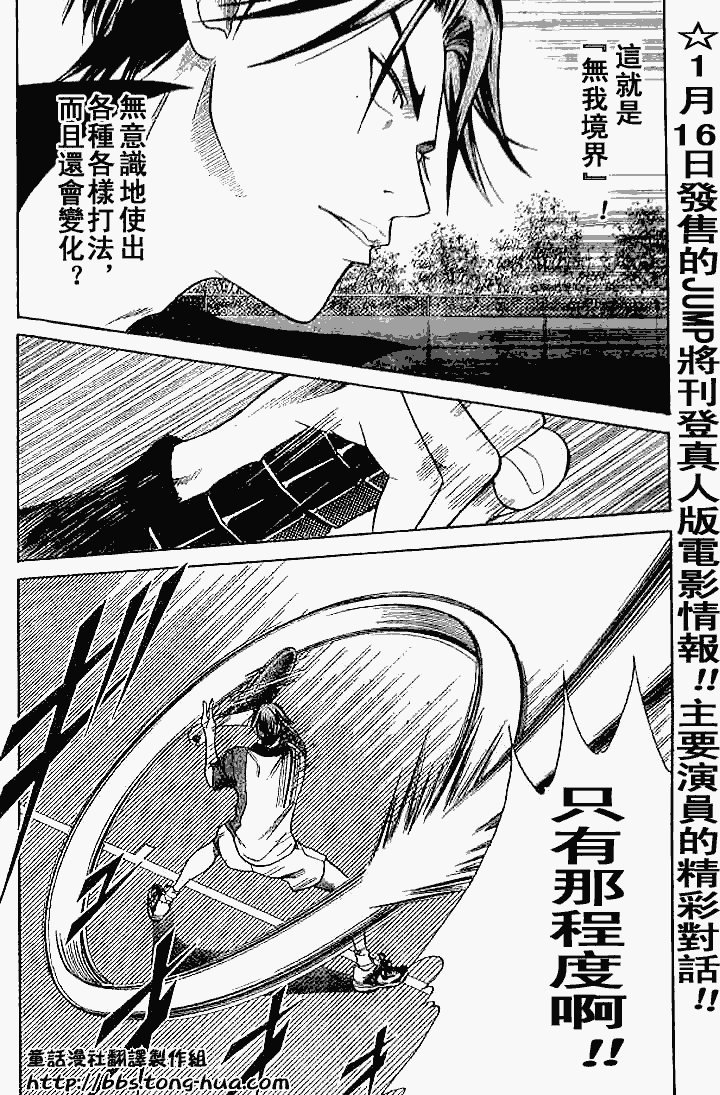 ☆1月16日發售的JUMP將刊登真人版電影情報!!主要演員的精彩對話!!
這就是
『無我境界』!
無意識地使出
各種各樣打法,
而且還會變化?
只有那程度啊!!
童話漫社翻譯製作組
http://bbs.tong-hua.com/